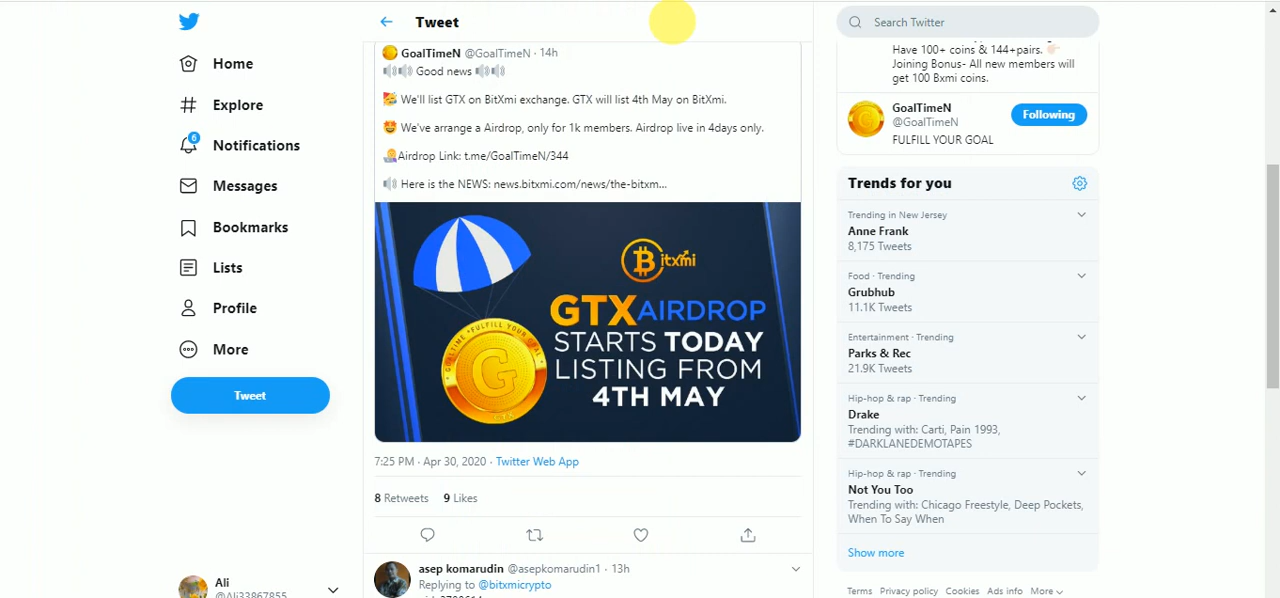 Home
Explore
6
Notifications
Messages
Bookmarks
Lists
Profile
More
Tweet
Ali
@Ali33867855
Tweet
GoalTimeN @GoalTimeN · 14h
Good news
We'll list GTX on BitXmi exchange. GTX will list 4th May on BitXmi.
We've arrange a Airdrop, only for 1k members. Airdrop live in 4days only.
Airdrop Link: t.me/GoalTimeN/344
Here is the NEWS: news.bitxmi.com/news/the-bitxm...
Bitxmi
GTX AIRDROP
STARTS TODAY
LISTING FROM
4TH MAY
GOALTIME • FULFILL YOUR GOAL •
G
GTX
7:25 PM · Apr 30, 2020 · Twitter Web App
8 Retweets 9 Likes
asep komarudin @asepkomarudin1 · 13h
Replying to @bitxmicrypto
Search Twitter
Have 100+ coins & 144+pairs.
Joining Bonus- All new members will
get 100 Bxmi coins.
GoalTimeN
@GoalTimeN
Following
FULFILL YOUR GOAL
Trends for you
Trending in New Jersey
Anne Frank
8,175 Tweets
Food · Trending
Grubhub
11.1K Tweets
Entertainment · Trending
Parks & Rec
21.9K Tweets
Hip-hop & rap · Trending
Drake
Trending with: Carti, Pain 1993,
#DARKLANEDEMOTAPES
Hip-hop & rap · Trending
Not You Too
Trending with: Chicago Freestyle, Deep Pockets,
When To Say When
Show more
Terms Privacy policy Cookies Ads info More